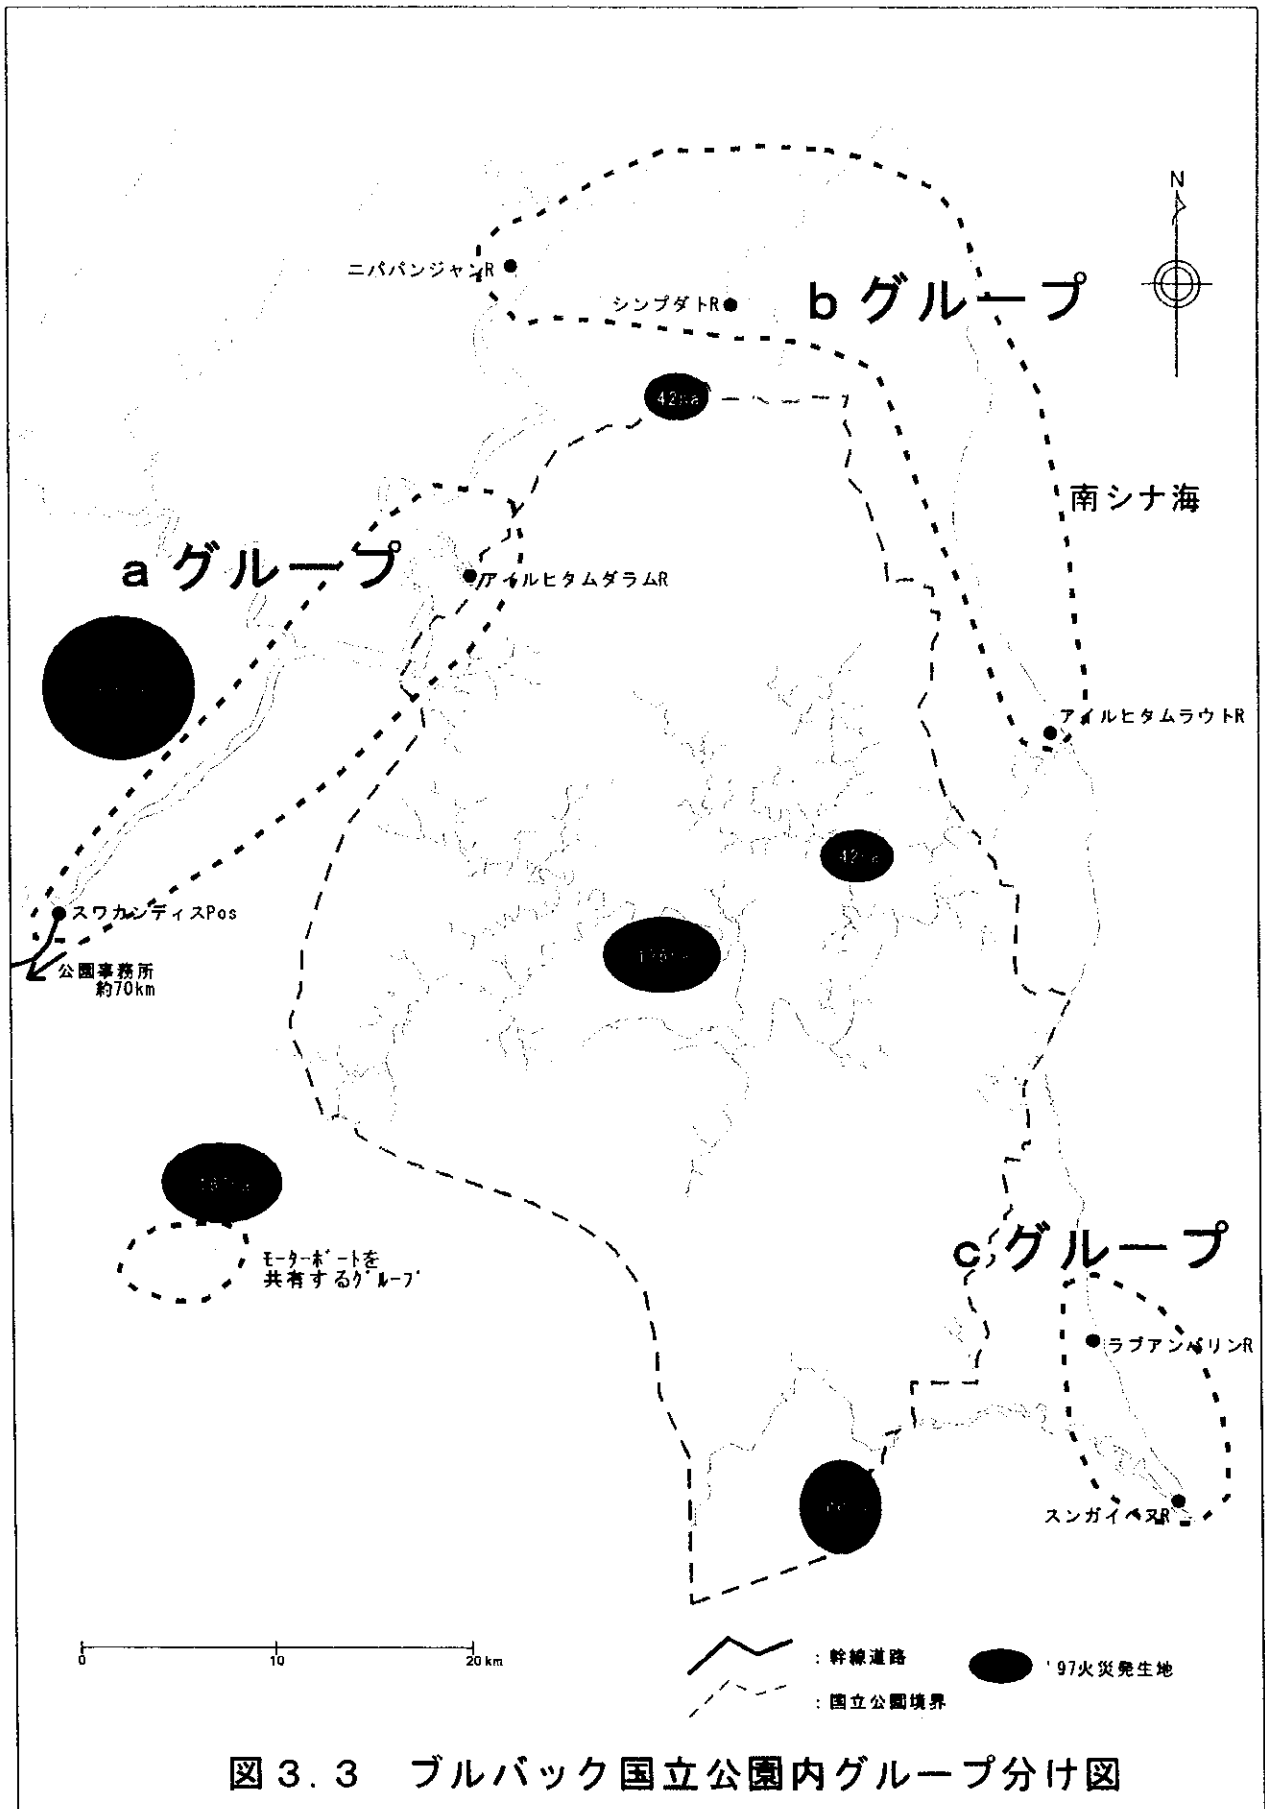 N
ニパパンジャンR
シンプダトR
bグループ
42ha
南シナ海
aグループ
アイルヒタムダラムR
アイルヒタムラウトR
42ha
スワカンディスPos
公園事務所
約70km
モーターボートを
共有するグループ
cグループ
ラブアンバリンR
スンガイベヌR
0 10 20km
：幹線道路
'97火災発生地
：国立公園境界
図3.3 ブルバック国立公園内グループ分け図